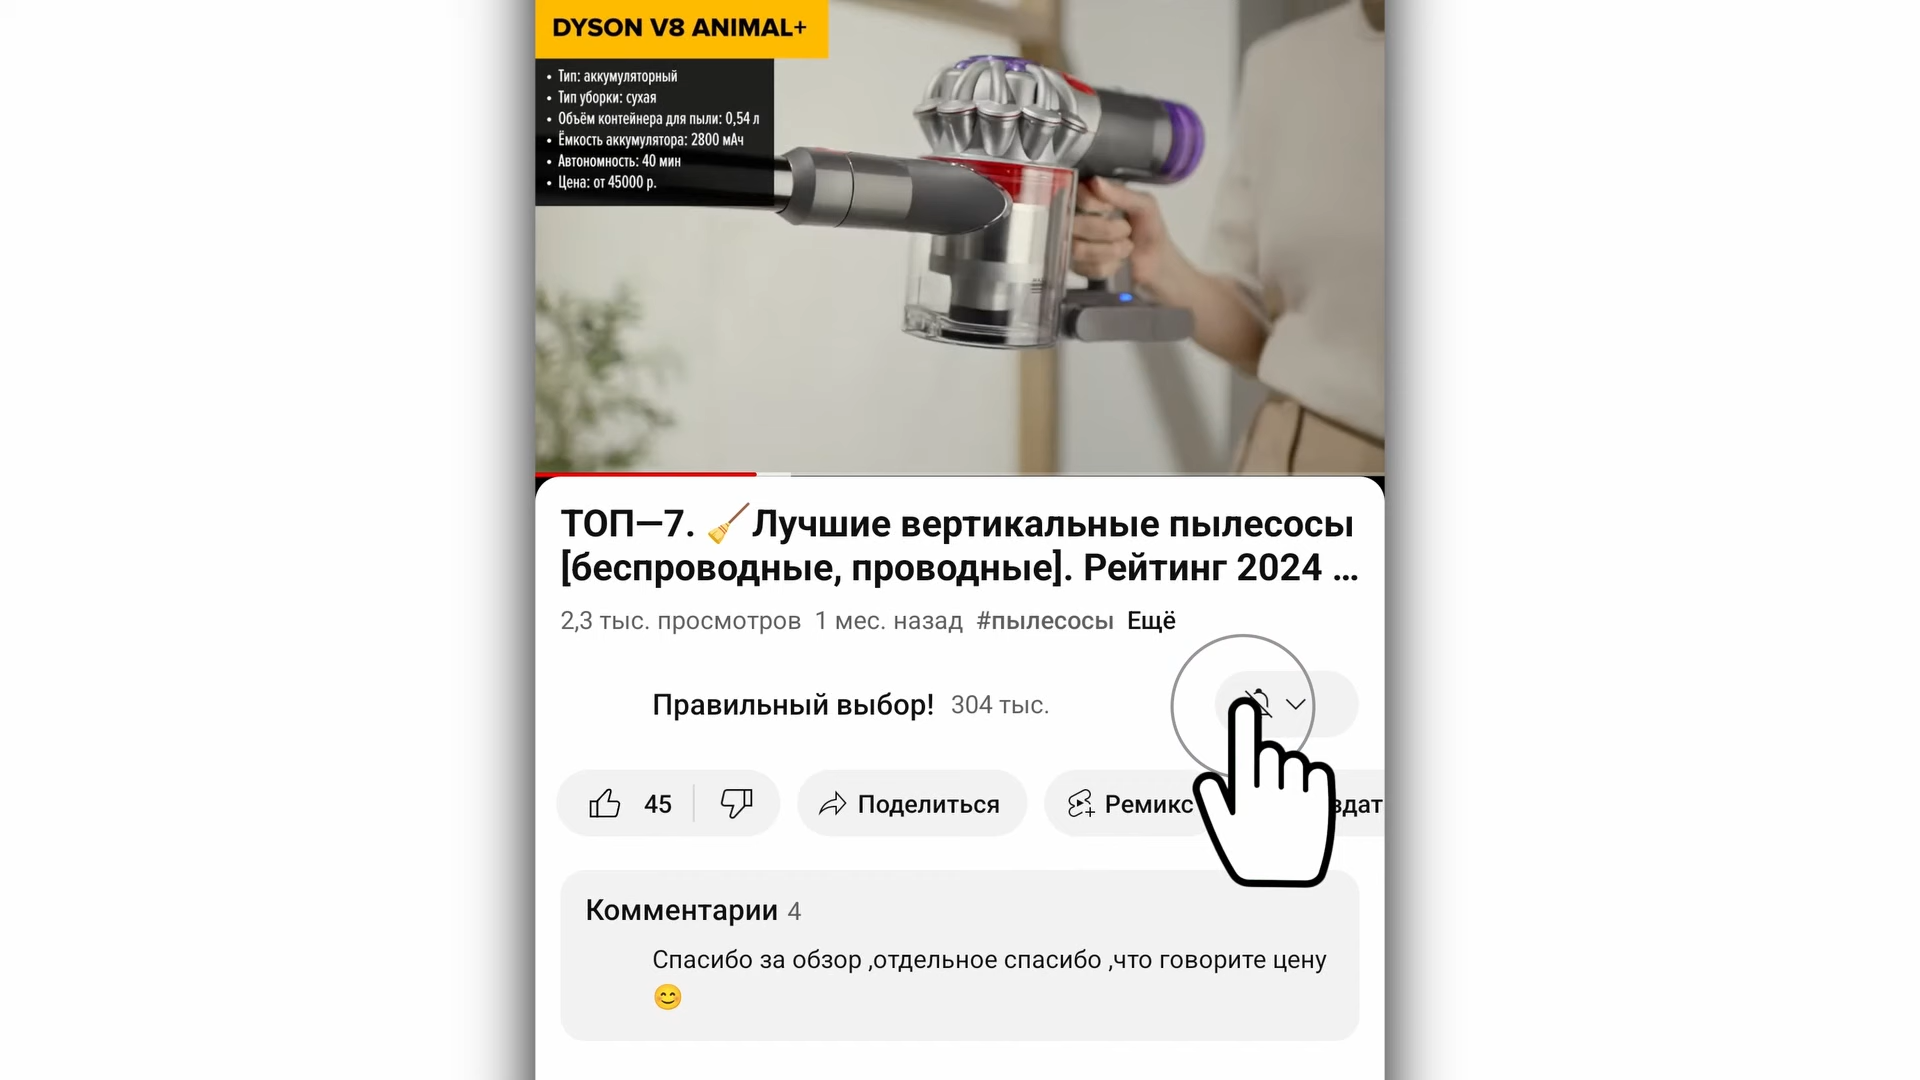 DYSON V8 ANIMAL+
• Тип: аккумуляторный
• Тип уборки: сухая
• Объём контейнера для пыли: 0,54 л
• Ёмкость аккумулятора: 2800 мАч
• Автономность: 40 мин
• Цена: от 45000 р.
ТОП—7. 🧹Лучшие вертикальные пылесосы
[беспроводные, проводные]. Рейтинг 2024 ...
2,3 тыс. просмотров 1 мес. назад #пылесосы Ещё
Правильный выбор! 304 тыс.
45 Поделиться Ремикс
Комментарии 4
Спасибо за обзор ,отдельное спасибо ,что говорите цену
😊